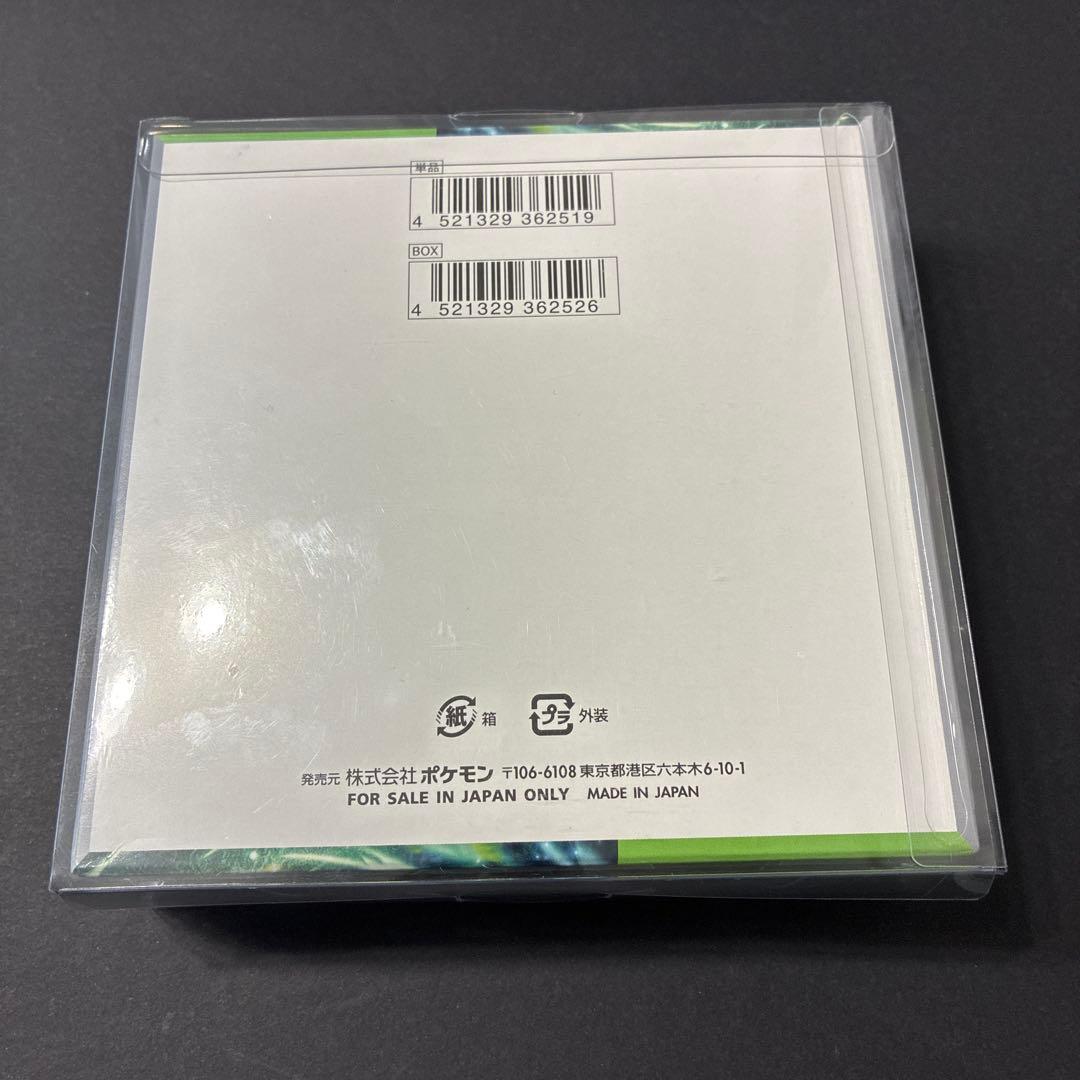 単品
4 521329 362519
BOX
4 521329 362526
紙 箱 プラ 外装
発売元 株式会社 ポケモン 〒106-6108 東京都港区六本木6-10-1
FOR SALE IN JAPAN ONLY MADE IN JAPAN